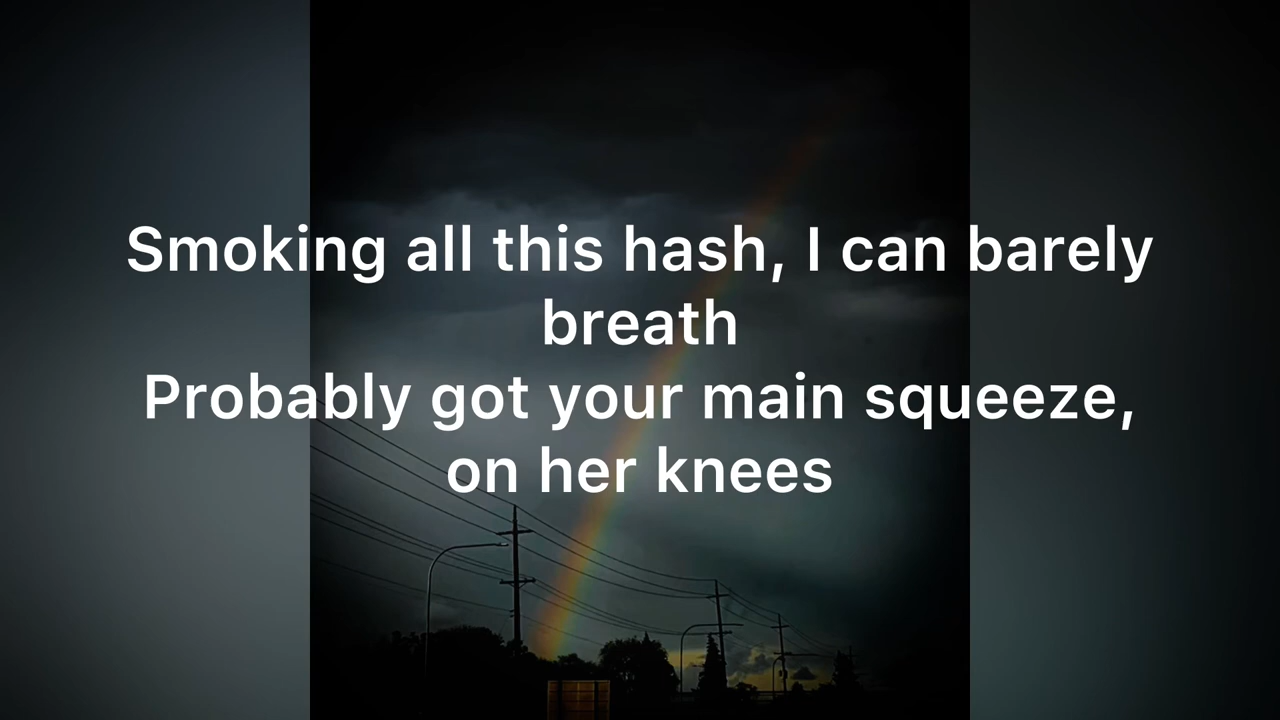 Smoking all this hash, I can barely
breath
Probably got your main squeeze,
on her knees